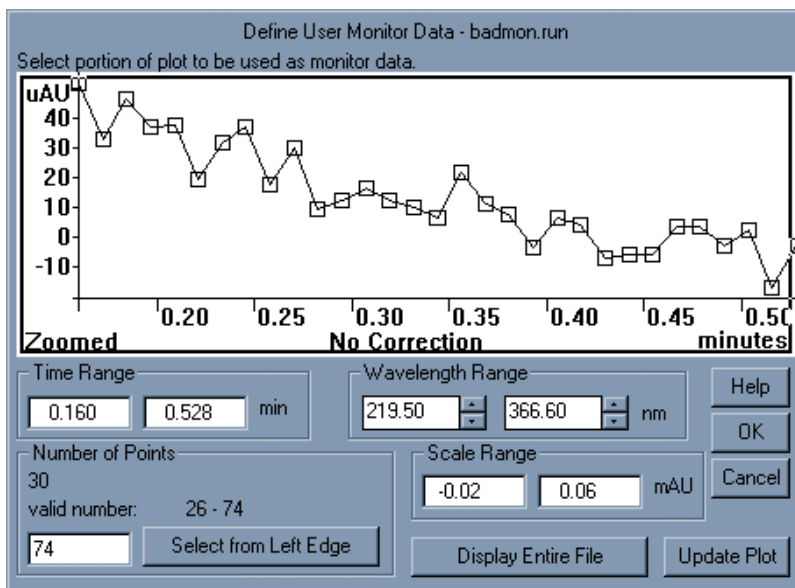 Define User Monitor Data - badmon.run
Select portion of plot to be used as monitor data.
uAU
40
30
20
10
0
-10
0.20 0.25 0.30 0.35 0.40 0.45 0.50
Zoomed No Correction minutes
Time Range
0.160 0.528 min
Wavelength Range
219.50 366.60 nm
Help
OK
Cancel
Number of Points
30
valid number: 26 - 74
74 Select from Left Edge
Scale Range
-0.02 0.06 mAU
Display Entire File Update Plot